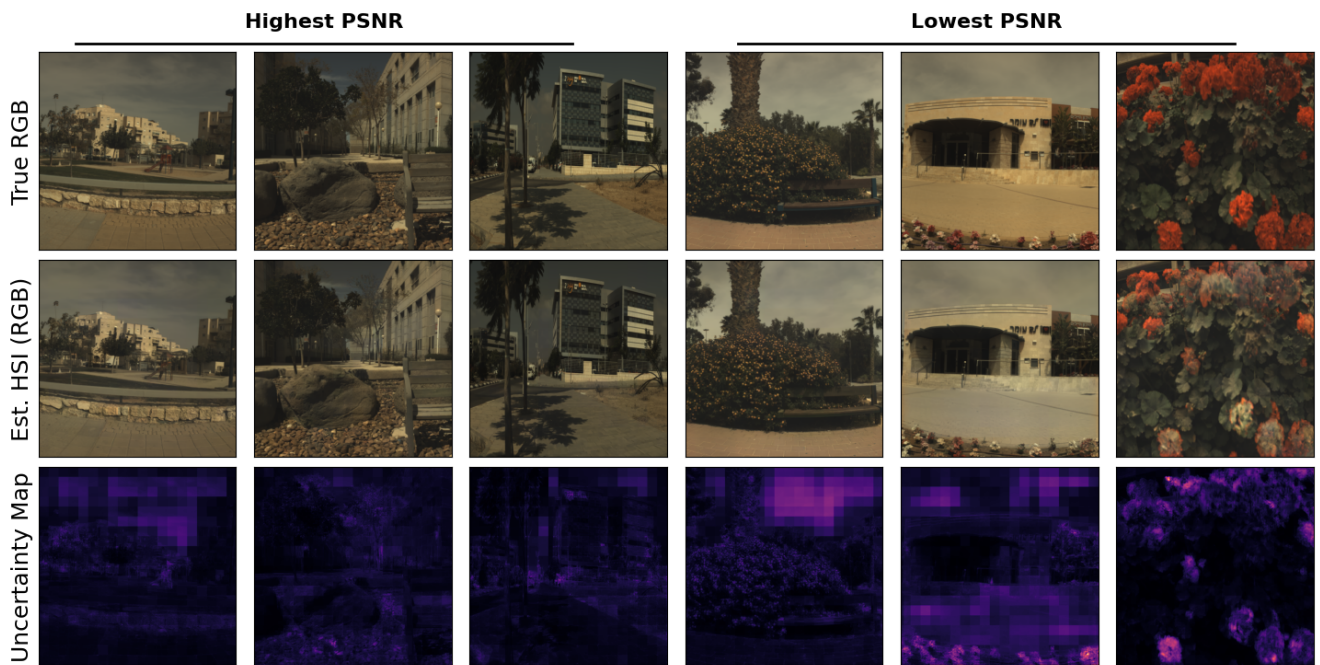 Highest PSNR
Lowest PSNR
True RGB
Est. HSI (RGB)
Uncertainty Map